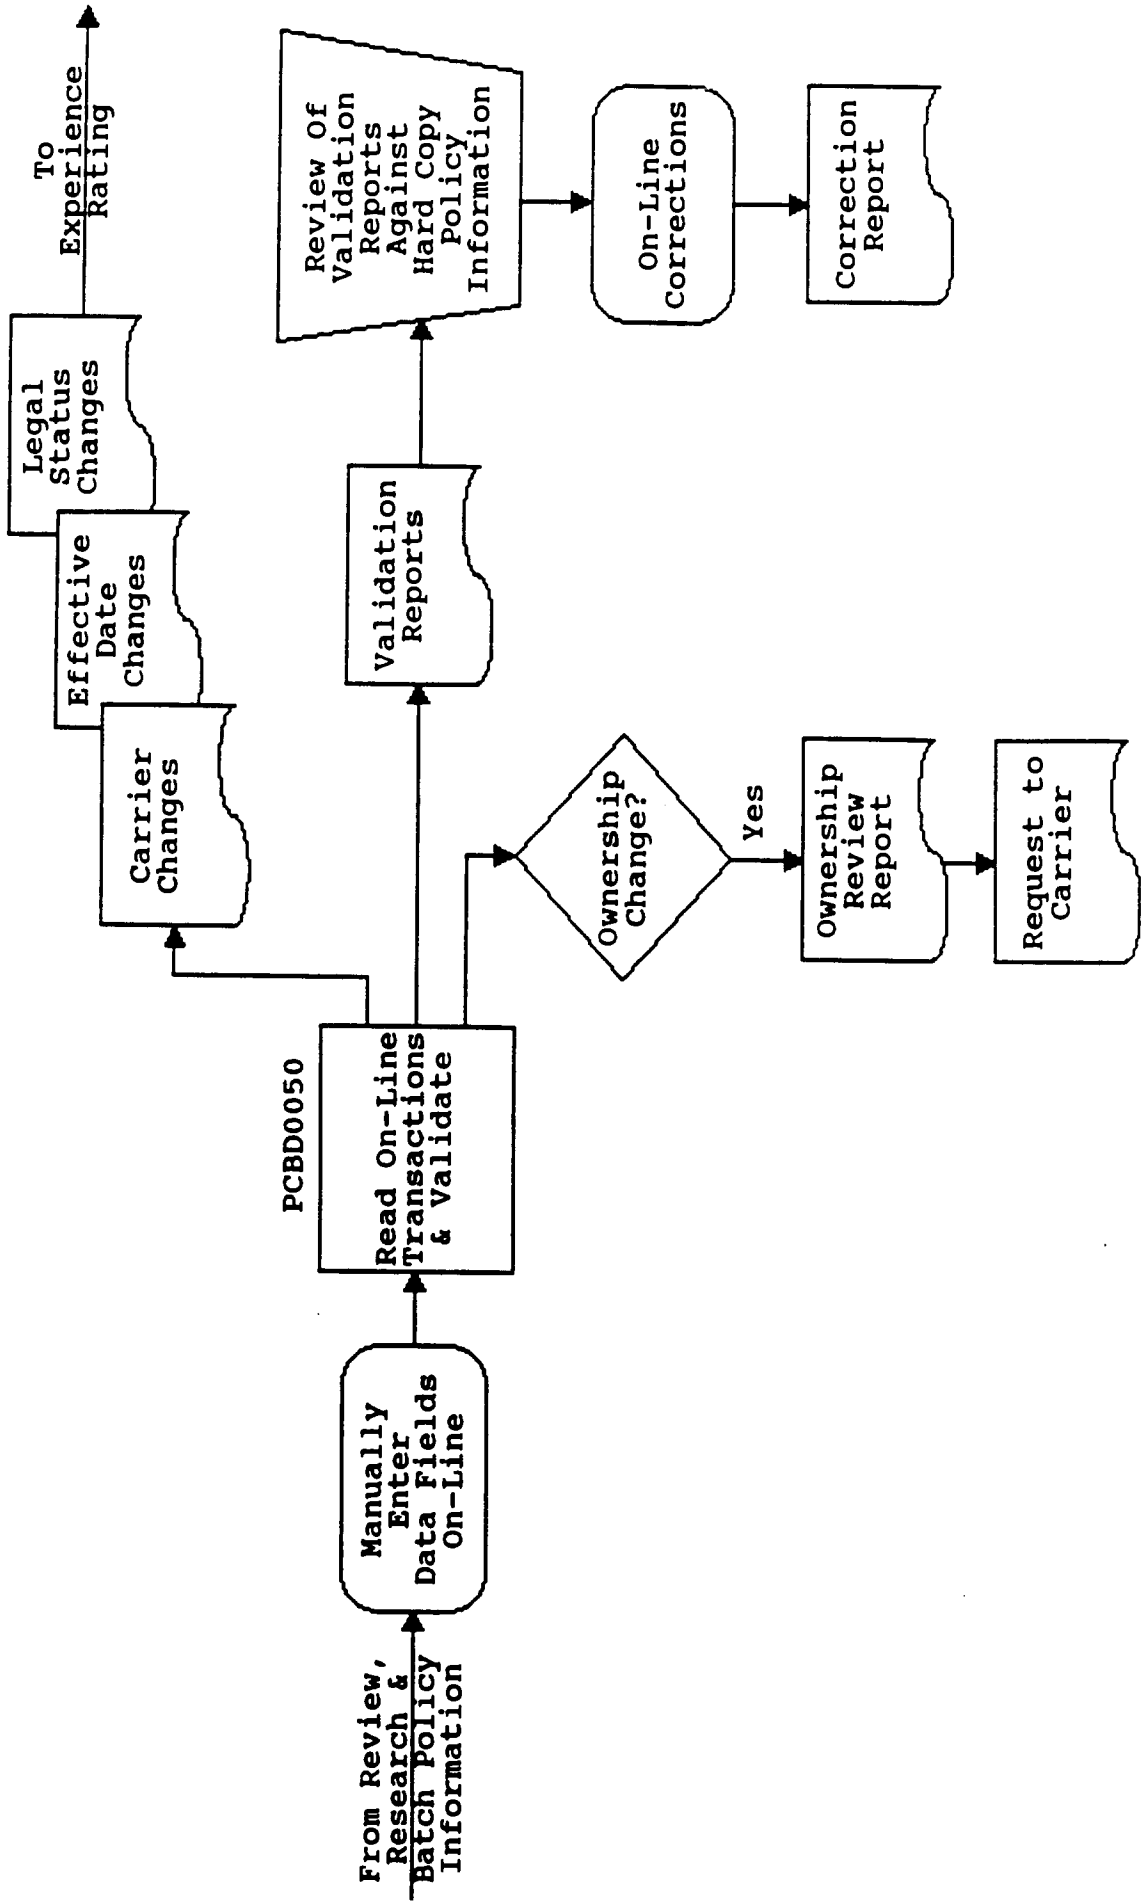 From Review,
Research &
Batch Policy
Information
Manually
Enter
Data Fields
On-Line
PCBD0050
Read On-Line
Transactions
& Validate
Carrier
Changes
Effective
Date
Changes
Legal
Status
Changes
To
Experience
Rating
Validation
Reports
Review Of
Validation
Reports
Against
Hard Copy
Policy
Information
On-Line
Corrections
Correction
Report
Ownership
Change?
Yes
Ownership
Review
Report
Request to
Carrier